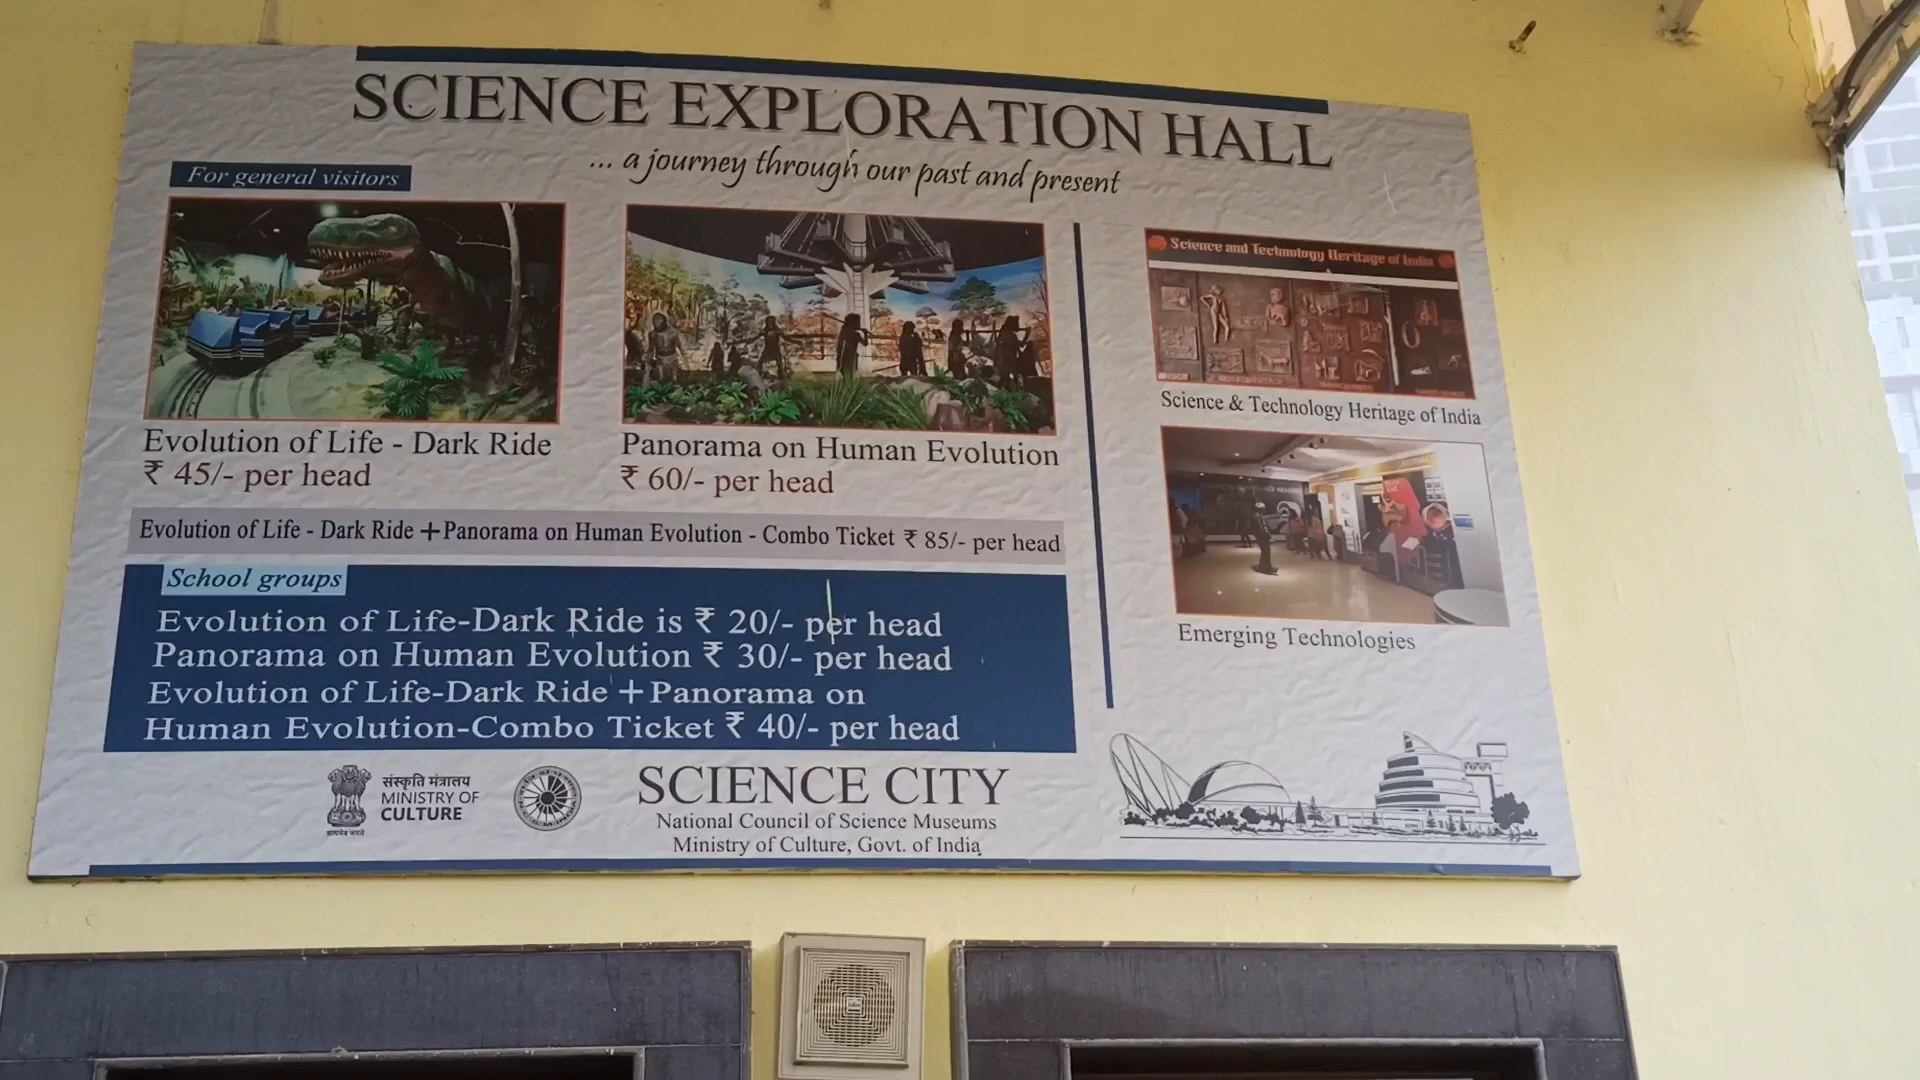 SCIENCE EXPLORATION HALL
... a journey through our past and present
For general visitors
Evolution of Life - Dark Ride
₹ 45/- per head
Panorama on Human Evolution
₹ 60/- per head
Evolution of Life - Dark Ride + Panorama on Human Evolution - Combo Ticket ₹ 85/- per head
School groups
Evolution of Life-Dark Ride is ₹ 20/- per head
Panorama on Human Evolution ₹ 30/- per head
Evolution of Life-Dark Ride + Panorama on
Human Evolution-Combo Ticket ₹ 40/- per head
Science and Technology Heritage of India
Science & Technology Heritage of India
Emerging Technologies
संस्कृति मंत्रालय
MINISTRY OF
CULTURE
सत्यमेव जयते
SCIENCE CITY
National Council of Science Museums
Ministry of Culture, Govt. of India